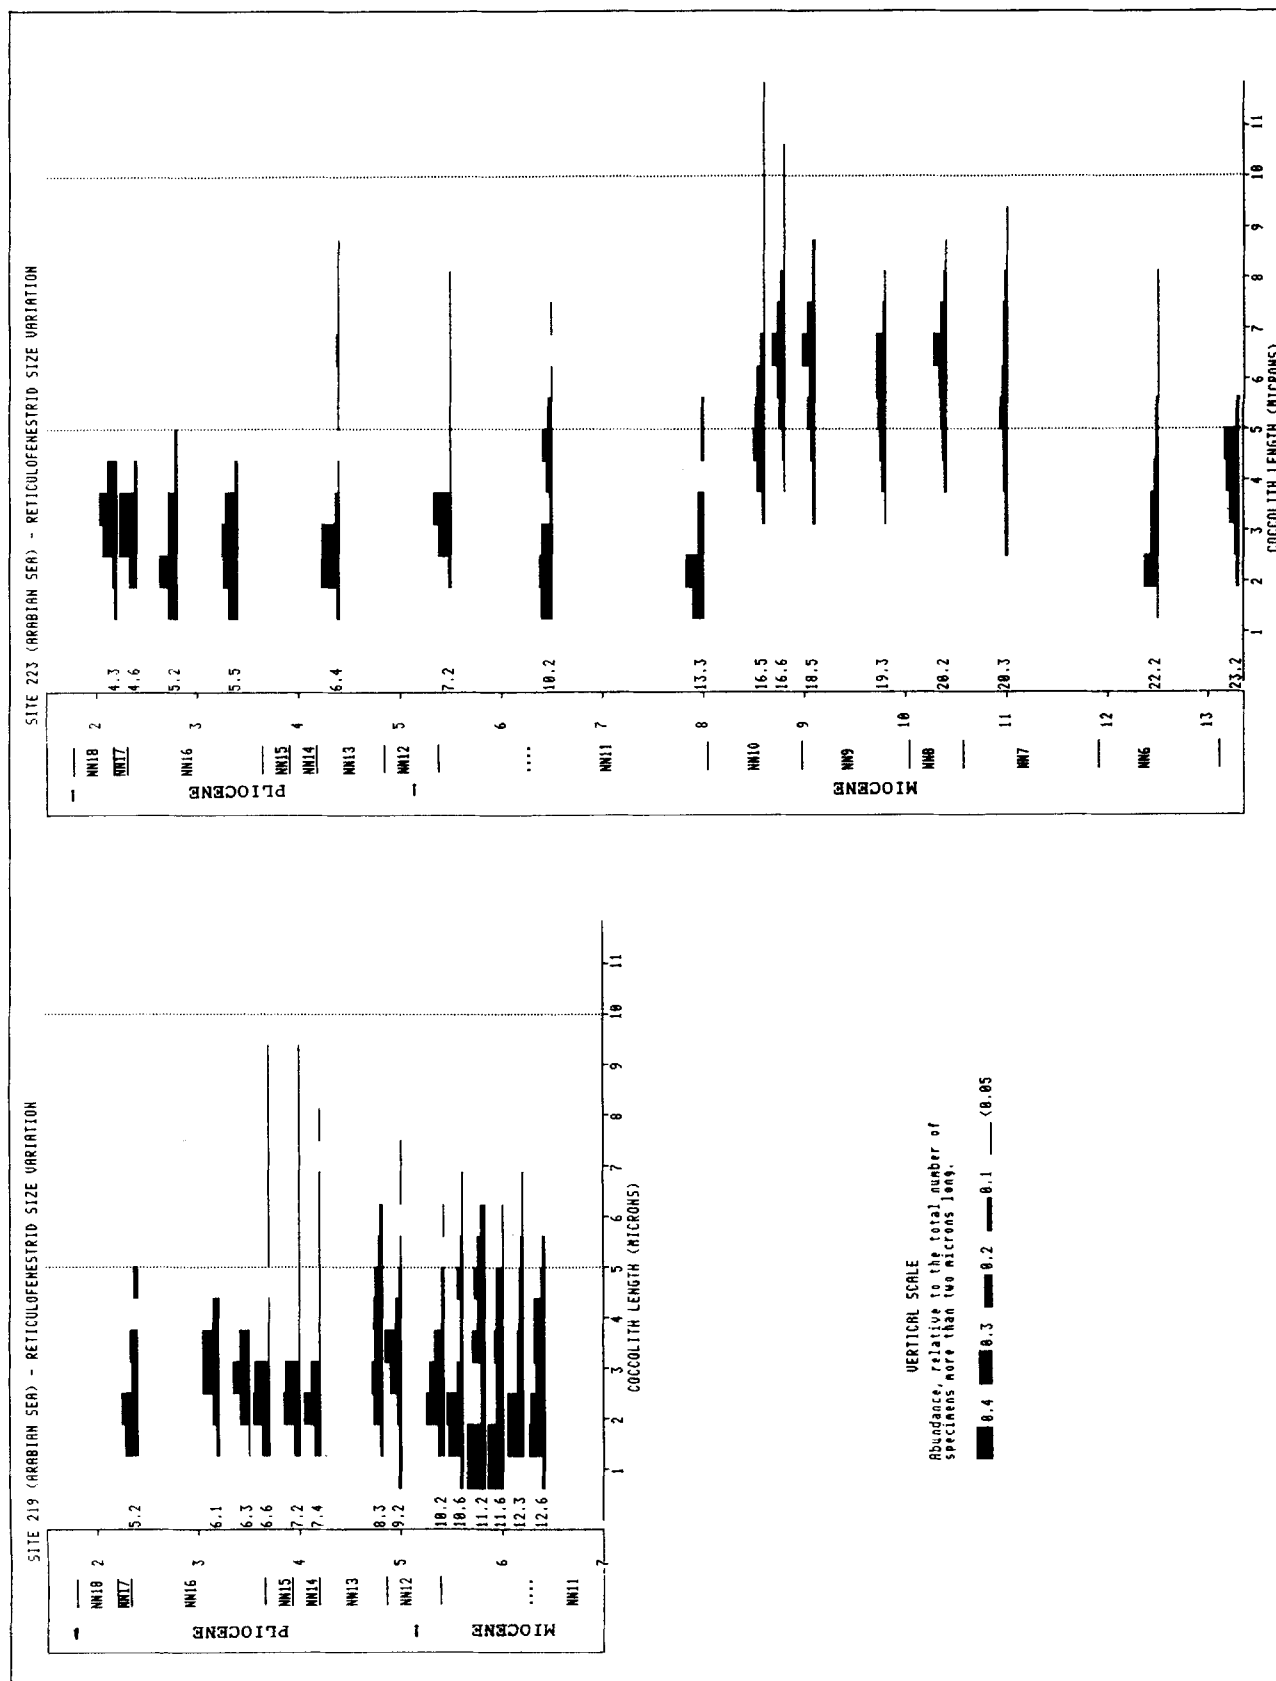 SITE 219 (ARABIAN SEA) - RETICULOFENESTRID SIZE VARIATION
PLIOCENE
MIOCENE
NN18
NN17
NN16
NN15
NN14
NN13
NN12
NN11
2
3
4
5
6
7
5.2
6.1
6.3
6.6
7.2
7.4
8.3
9.2
10.2
10.6
11.2
11.6
12.3
12.6
1 2 3 4 5 6 7 8 9 10 11
COCCOLITH LENGTH (MICRONS)
SITE 223 (ARABIAN SEA) - RETICULOFENESTRID SIZE VARIATION
PLIOCENE
MIOCENE
NN18
NN17
NN16
NN15
NN14
NN13
NN12
NN11
NN10
NN9
NN8
NN7
NN6
2
3
4
5
6
7
8
9
10
11
12
13
4.3
4.6
5.2
5.5
6.4
7.2
10.2
13.3
16.5
16.6
18.5
19.3
20.2
20.3
22.2
23.2
1 2 3 4 5 6 7 8 9 10 11
COCCOLITH LENGTH (MICRONS)
VERTICAL SCALE
Abundance, relative to the total number of
specimens more than two microns long.
0.4 0.3 0.2 0.1 <0.05